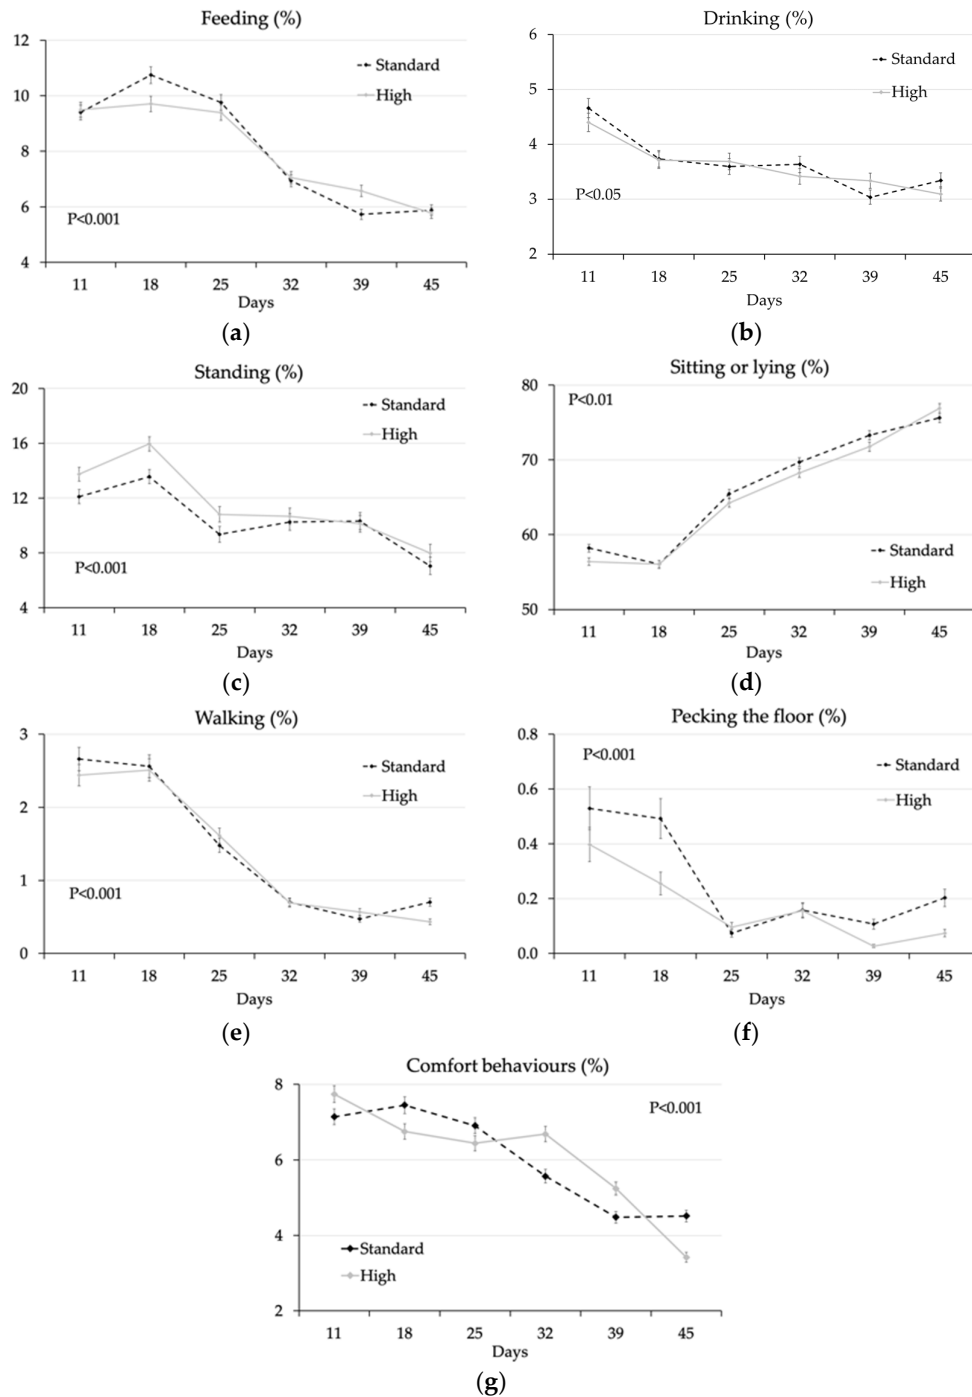 Feeding (%)
12
10
8
6
4
Standard
High
P<0.001
11 18 25 32 39 45
Days
(a)
Drinking (%)
6
5
4
3
2
Standard
High
P<0.05
11 18 25 32 39 45
Days
(b)
Standing (%)
20
16
12
8
4
Standard
High
P<0.001
11 18 25 32 39 45
Days
(c)
Sitting or lying (%)
80
70
60
50
P<0.01
Standard
High
11 18 25 32 39 45
Days
(d)
Walking (%)
3
2
1
0
Standard
High
P<0.001
11 18 25 32 39 45
Days
(e)
Pecking the floor (%)
0.8
0.6
0.4
0.2
0.0
P<0.001
Standard
High
11 18 25 32 39 45
Days
(f)
Comfort behaviours (%)
8
6
4
2
P<0.001
Standard
High
11 18 25 32 39 45
Days
(g)